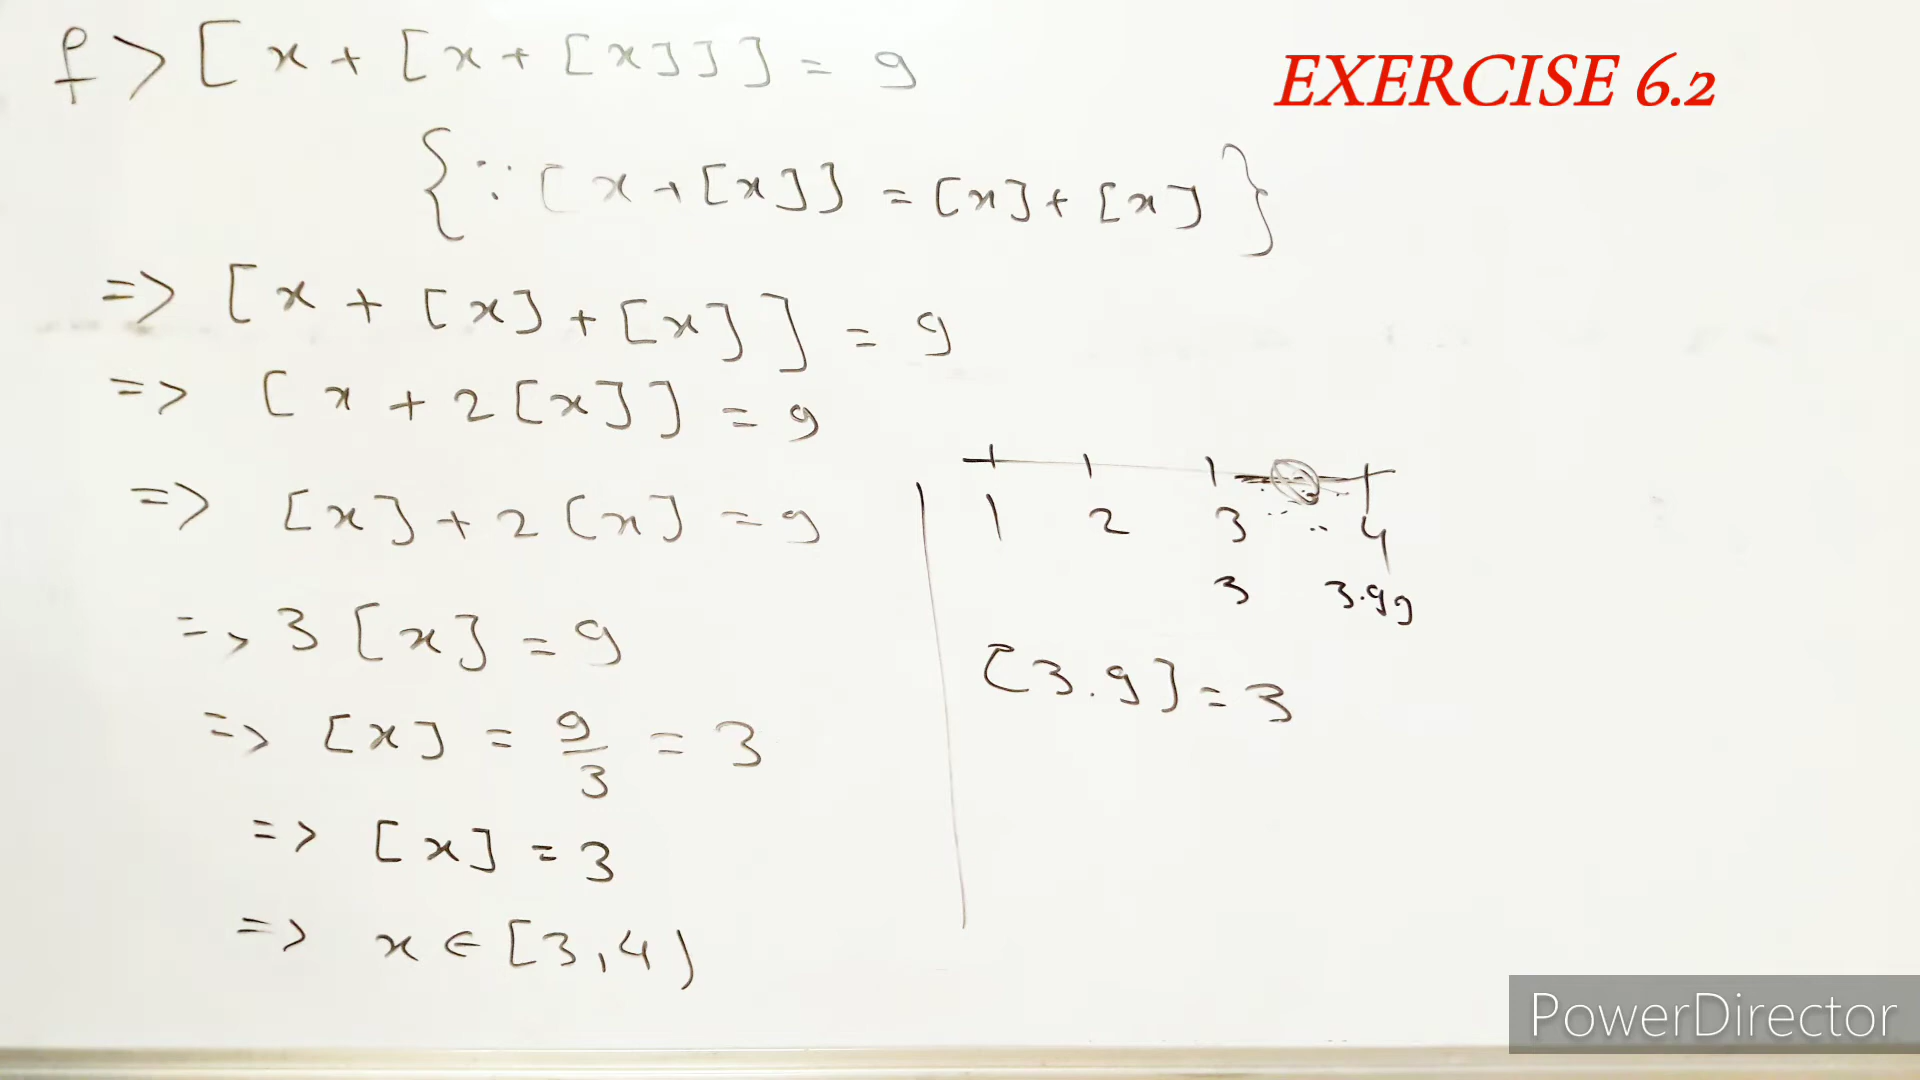 f> [x + [x + [x]]] = 9
EXERCISE 6.2
{∵ [x + [x]] = [x] + [x]}
=> [x + [x] + [x]] = 9
=> [x + 2[x]] = 9
=> [x] + 2[x] = 9
=> 3[x] = 9
=> [x] = 9/3 = 3
=> [x] = 3
=> x ∈ [3,4)
1 2 3 4
3 3.99
[3.9] = 3
PowerDirector